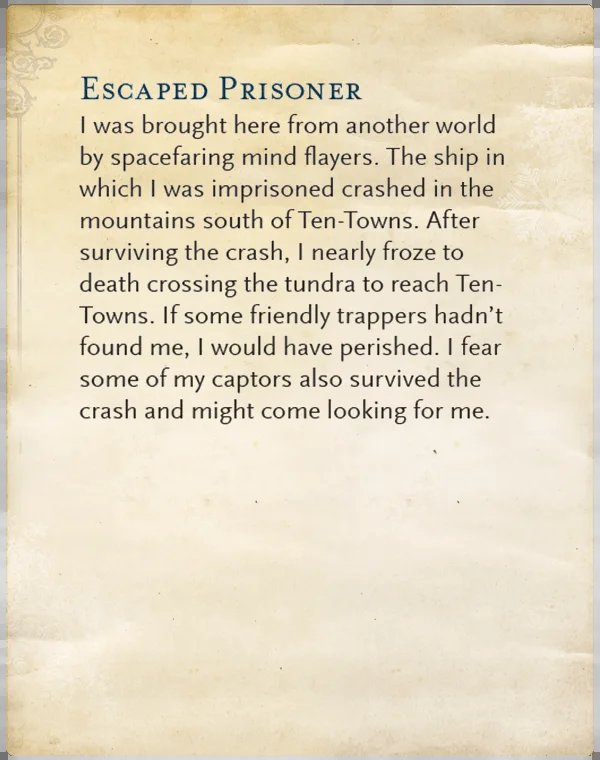 Escaped Prisoner
I was brought here from another world
by spacefaring mind flayers. The ship in
which I was imprisoned crashed in the
mountains south of Ten-Towns. After
surviving the crash, I nearly froze to
death crossing the tundra to reach Ten-
Towns. If some friendly trappers hadn’t
found me, I would have perished. I fear
some of my captors also survived the
crash and might come looking for me.